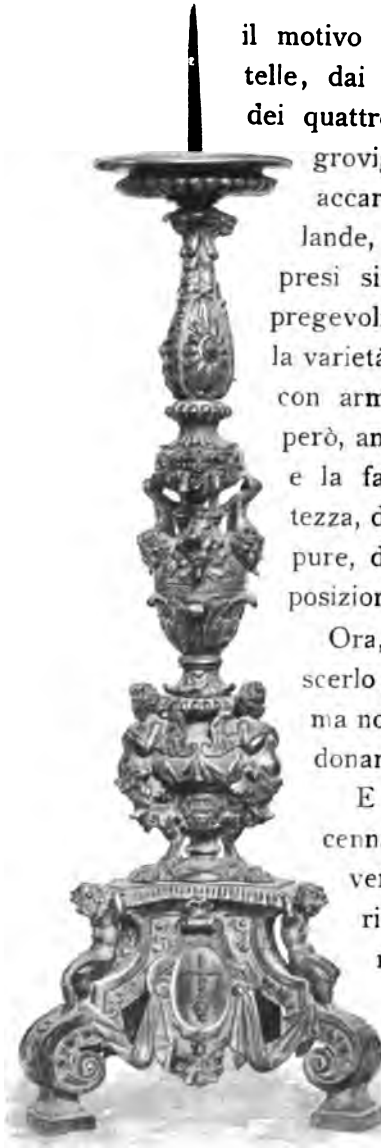 il motivo
telle, dai
dei quattro
grovig
accar
lande,
presi si
pregevol
la varietà
con arm
però, an
e la fa
tezza, d
pure, d
posizion
Ora,
scerlo
ma no
donar
E
cenn
ver
ri